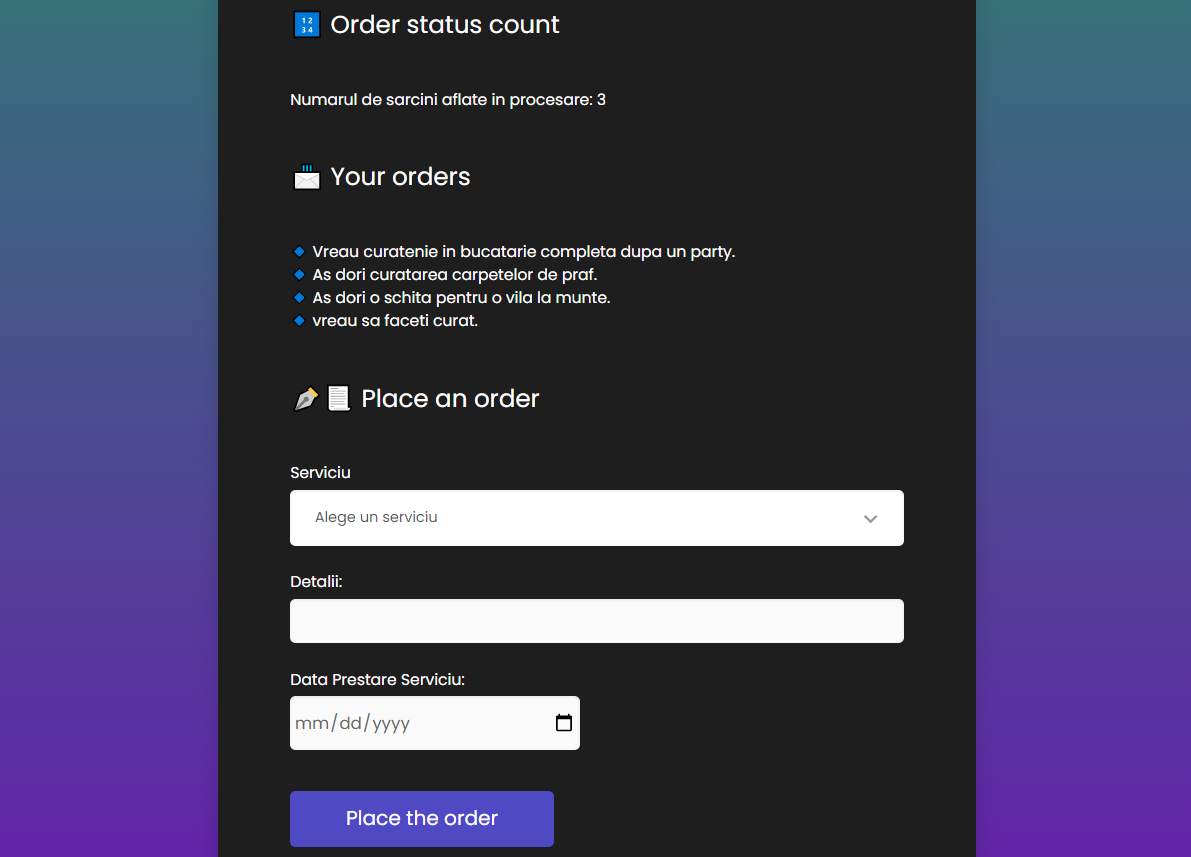 🔢 Order status count
Numarul de sarcini aflate in procesare: 3
📨 Your orders
🔹 Vreau curatenie in bucatarie completa dupa un party.
🔹 As dori curatarea carpetelor de praf.
🔹 As dori o schita pentru o vila la munte.
🔹 vreau sa faceti curat.
Place an order
Serviciu
Alege un serviciu
Detalii:
Data Prestare Serviciu:
mm/dd/yyyy
Place the order